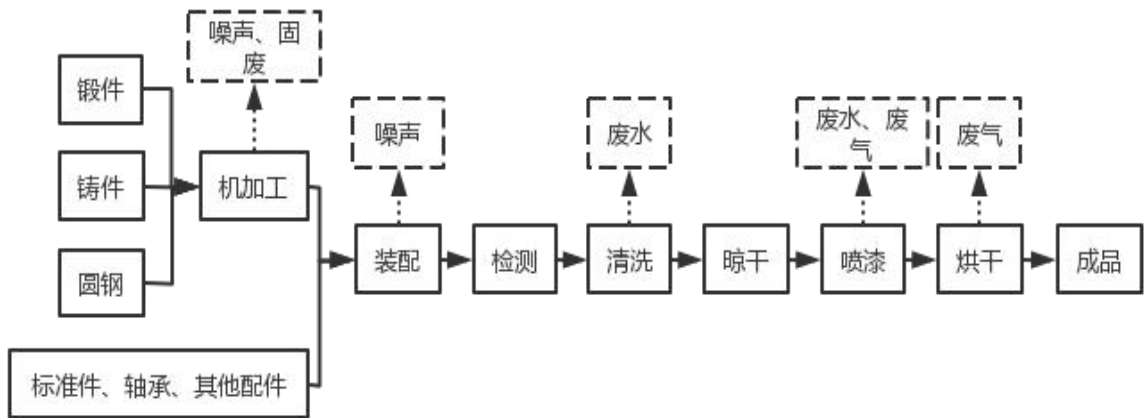 噪声、固
废
锻件
铸件
圆钢
机加工
标准件、轴承、其他配件
噪声
废水
废水、废
气
废气
装配
检测
清洗
晾干
喷漆
烘干
成品